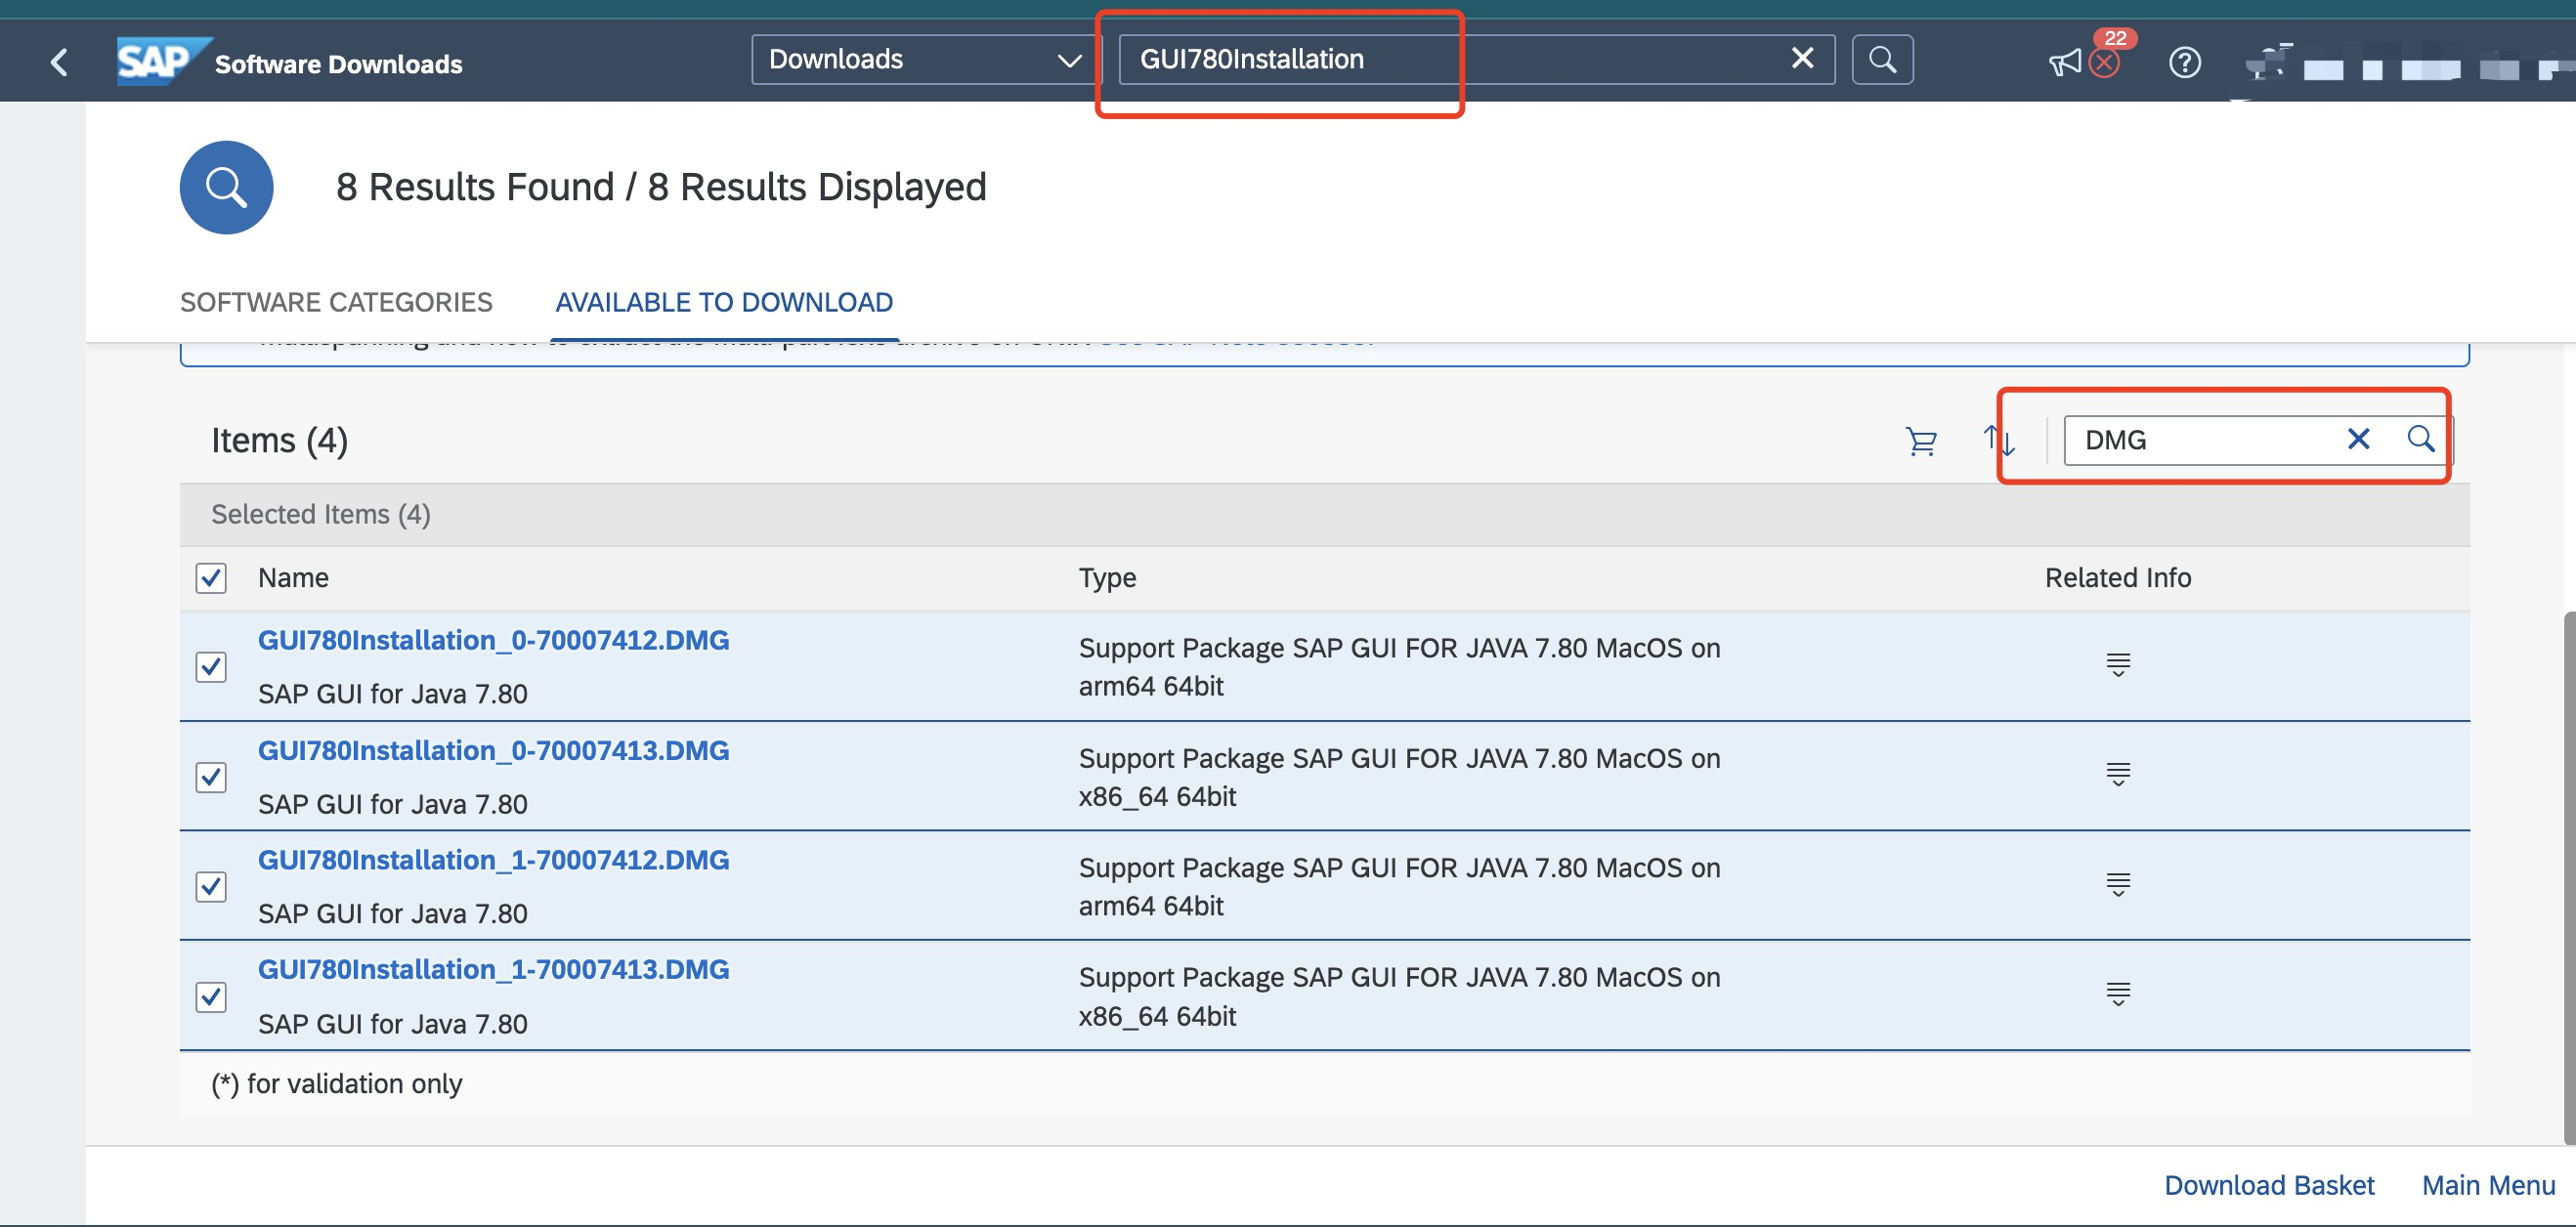 SAP Software Downloads
Downloads
GUI780Installation
22
8 Results Found / 8 Results Displayed
SOFTWARE CATEGORIES
AVAILABLE TO DOWNLOAD
Items (4)
DMG
Selected Items (4)
Name
Type
Related Info
GUI780Installation_0-70007412.DMG
SAP GUI for Java 7.80
Support Package SAP GUI FOR JAVA 7.80 MacOS on
arm64 64bit
GUI780Installation_0-70007413.DMG
SAP GUI for Java 7.80
Support Package SAP GUI FOR JAVA 7.80 MacOS on
x86_64 64bit
GUI780Installation_1-70007412.DMG
SAP GUI for Java 7.80
Support Package SAP GUI FOR JAVA 7.80 MacOS on
arm64 64bit
GUI780Installation_1-70007413.DMG
SAP GUI for Java 7.80
Support Package SAP GUI FOR JAVA 7.80 MacOS on
x86_64 64bit
(*) for validation only
Download Basket
Main Menu